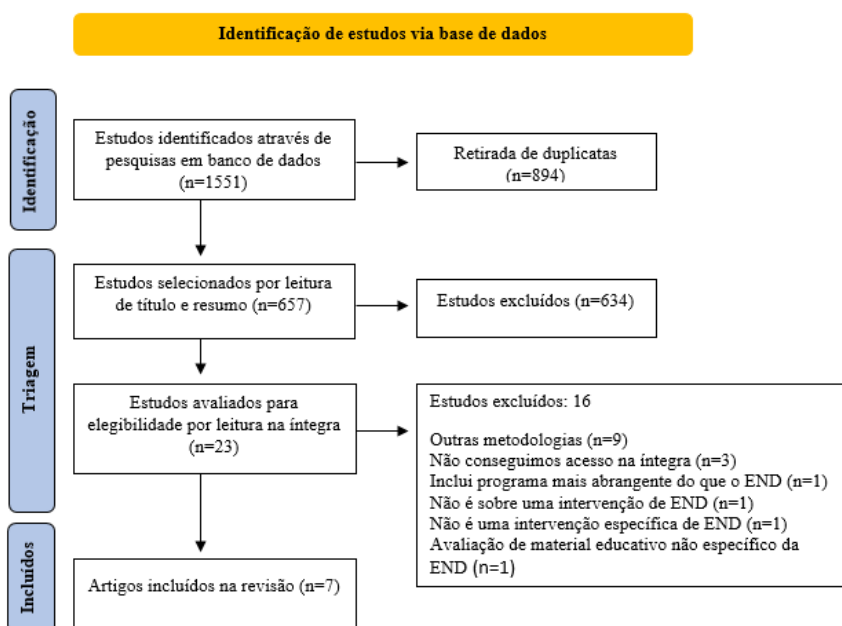 Identificação de estudos via base de dados
Identificação
Estudos identificados através de
pesquisas em banco de dados
(n=1551)
Retirada de duplicatas
(n=894)
Triagem
Estudos selecionados por leitura
de título e resumo (n=657)
Estudos excluídos (n=634)
Estudos avaliados para
elegibilidade por leitura na íntegra
(n=23)
Estudos excluídos: 16
Outras metodologias (n=9)
Não conseguimos acesso na íntegra (n=3)
Inclui programa mais abrangente do que o END (n=1)
Não é sobre uma intervenção de END (n=1)
Não é uma intervenção específica de END (n=1)
Avaliação de material educativo não específico da
END (n=1)
Incluídos
Artigos incluídos na revisão (n=7)